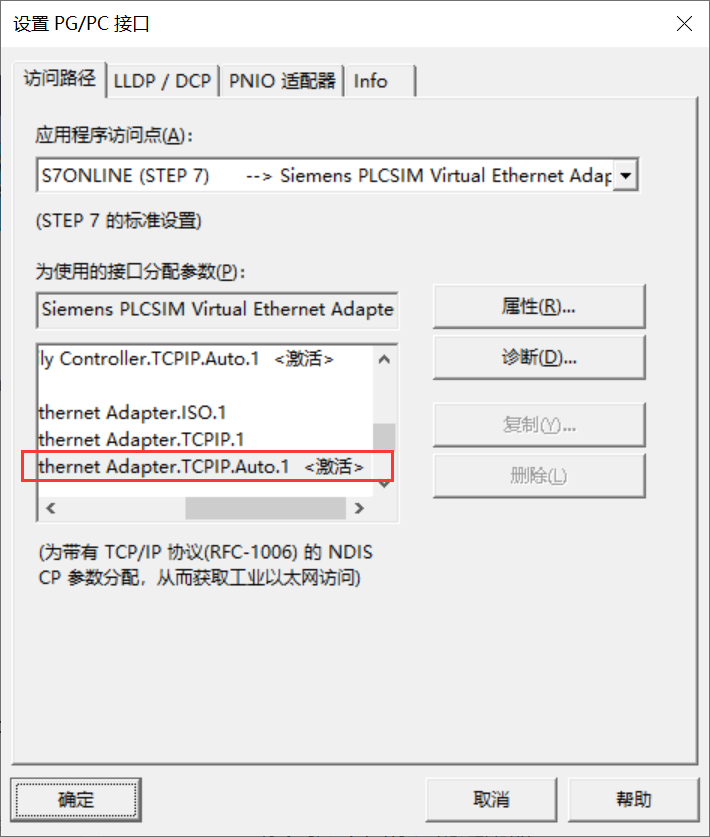 设置 PG/PC 接口
访问路径 LLDP / DCP PNIO 适配器 Info
应用程序访问点(A):
S7ONLINE (STEP 7) --> Siemens PLCSIM Virtual Ethernet Adap
(STEP 7 的标准设置)
为使用的接口分配参数(P):
Siemens PLCSIM Virtual Ethernet Adapte
属性(R)...
ly Controller.TCPIP.Auto.1 <激活>
诊断(D)...
thernet Adapter.ISO.1
复制(Y)...
thernet Adapter.TCPIP.1
thernet Adapter.TCPIP.Auto.1 <激活>
删除(L)
(为带有 TCP/IP 协议(RFC-1006) 的 NDIS
CP 参数分配，从而获取工业以太网访问)
确定 取消 帮助